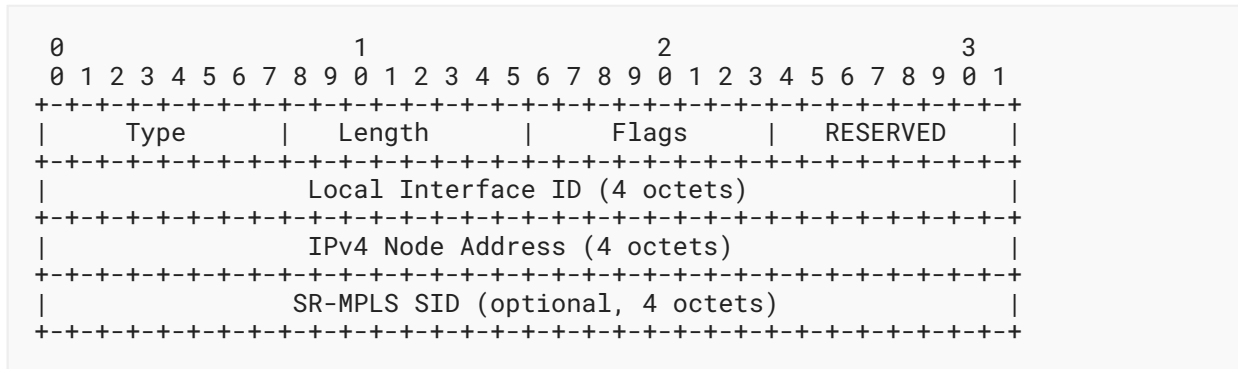 0                   1                   2                   3
 0 1 2 3 4 5 6 7 8 9 0 1 2 3 4 5 6 7 8 9 0 1 2 3 4 5 6 7 8 9 0 1
+-+-+-+-+-+-+-+-+-+-+-+-+-+-+-+-+-+-+-+-+-+-+-+-+-+-+-+-+-+-+-+-+
|      Type     |   Length      |     Flags     |   RESERVED    |
+-+-+-+-+-+-+-+-+-+-+-+-+-+-+-+-+-+-+-+-+-+-+-+-+-+-+-+-+-+-+-+-+
|                 Local Interface ID (4 octets)                 |
+-+-+-+-+-+-+-+-+-+-+-+-+-+-+-+-+-+-+-+-+-+-+-+-+-+-+-+-+-+-+-+-+
|                 IPv4 Node Address (4 octets)                  |
+-+-+-+-+-+-+-+-+-+-+-+-+-+-+-+-+-+-+-+-+-+-+-+-+-+-+-+-+-+-+-+-+
|                SR-MPLS SID (optional, 4 octets)               |
+-+-+-+-+-+-+-+-+-+-+-+-+-+-+-+-+-+-+-+-+-+-+-+-+-+-+-+-+-+-+-+-+